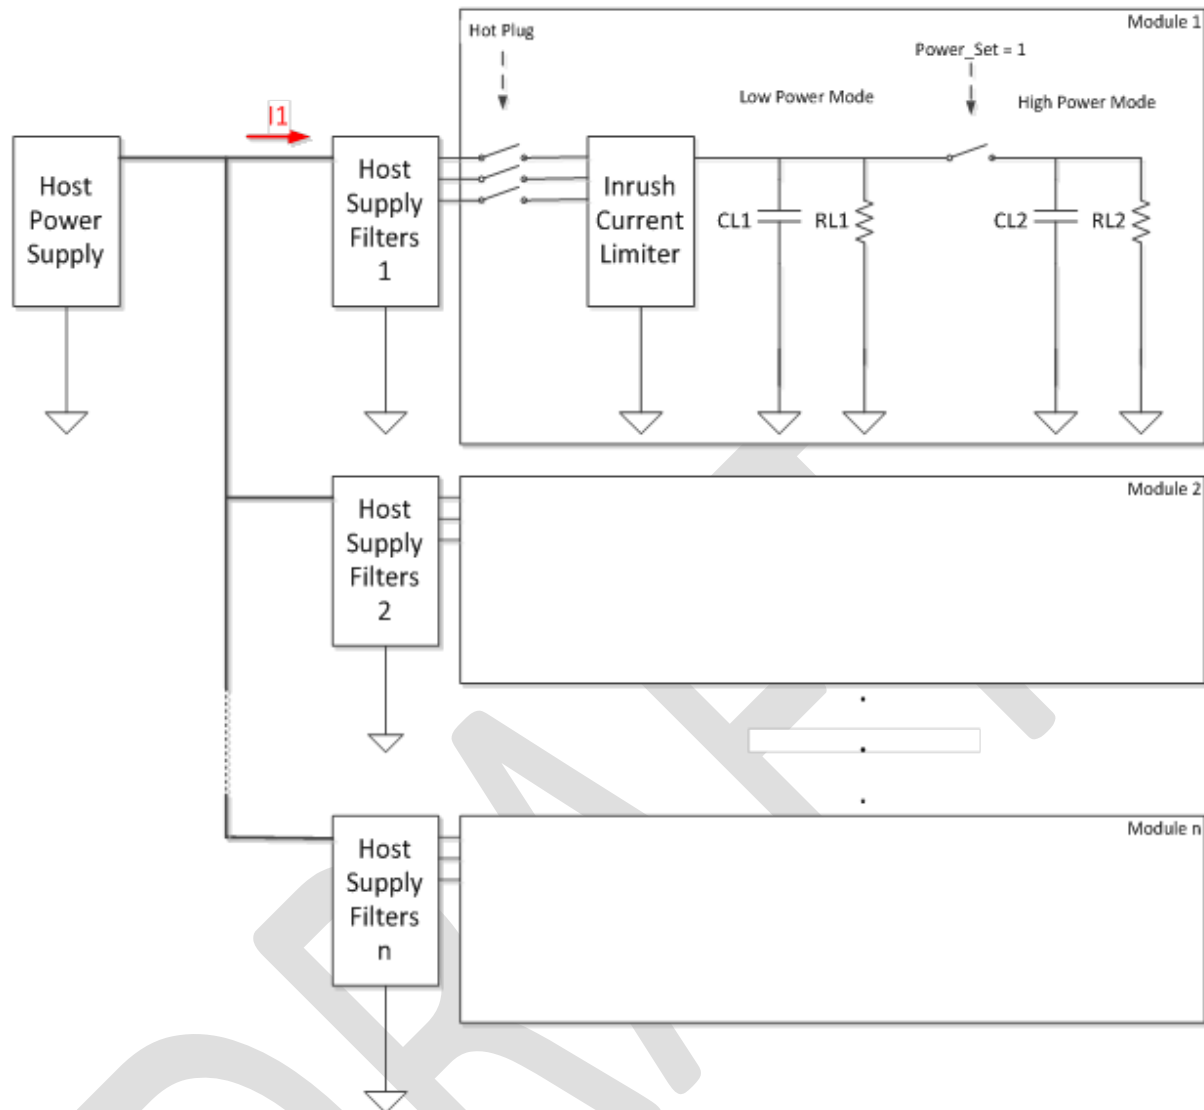 Module 1
Hot Plug
Power_Set = 1
Low Power Mode
High Power Mode
I1
Host
Power
Supply
Host
Supply
Filters
1
Inrush
Current
Limiter
CL1
RL1
CL2
RL2
Module 2
Host
Supply
Filters
2
Module n
Host
Supply
Filters
n
DRAFT